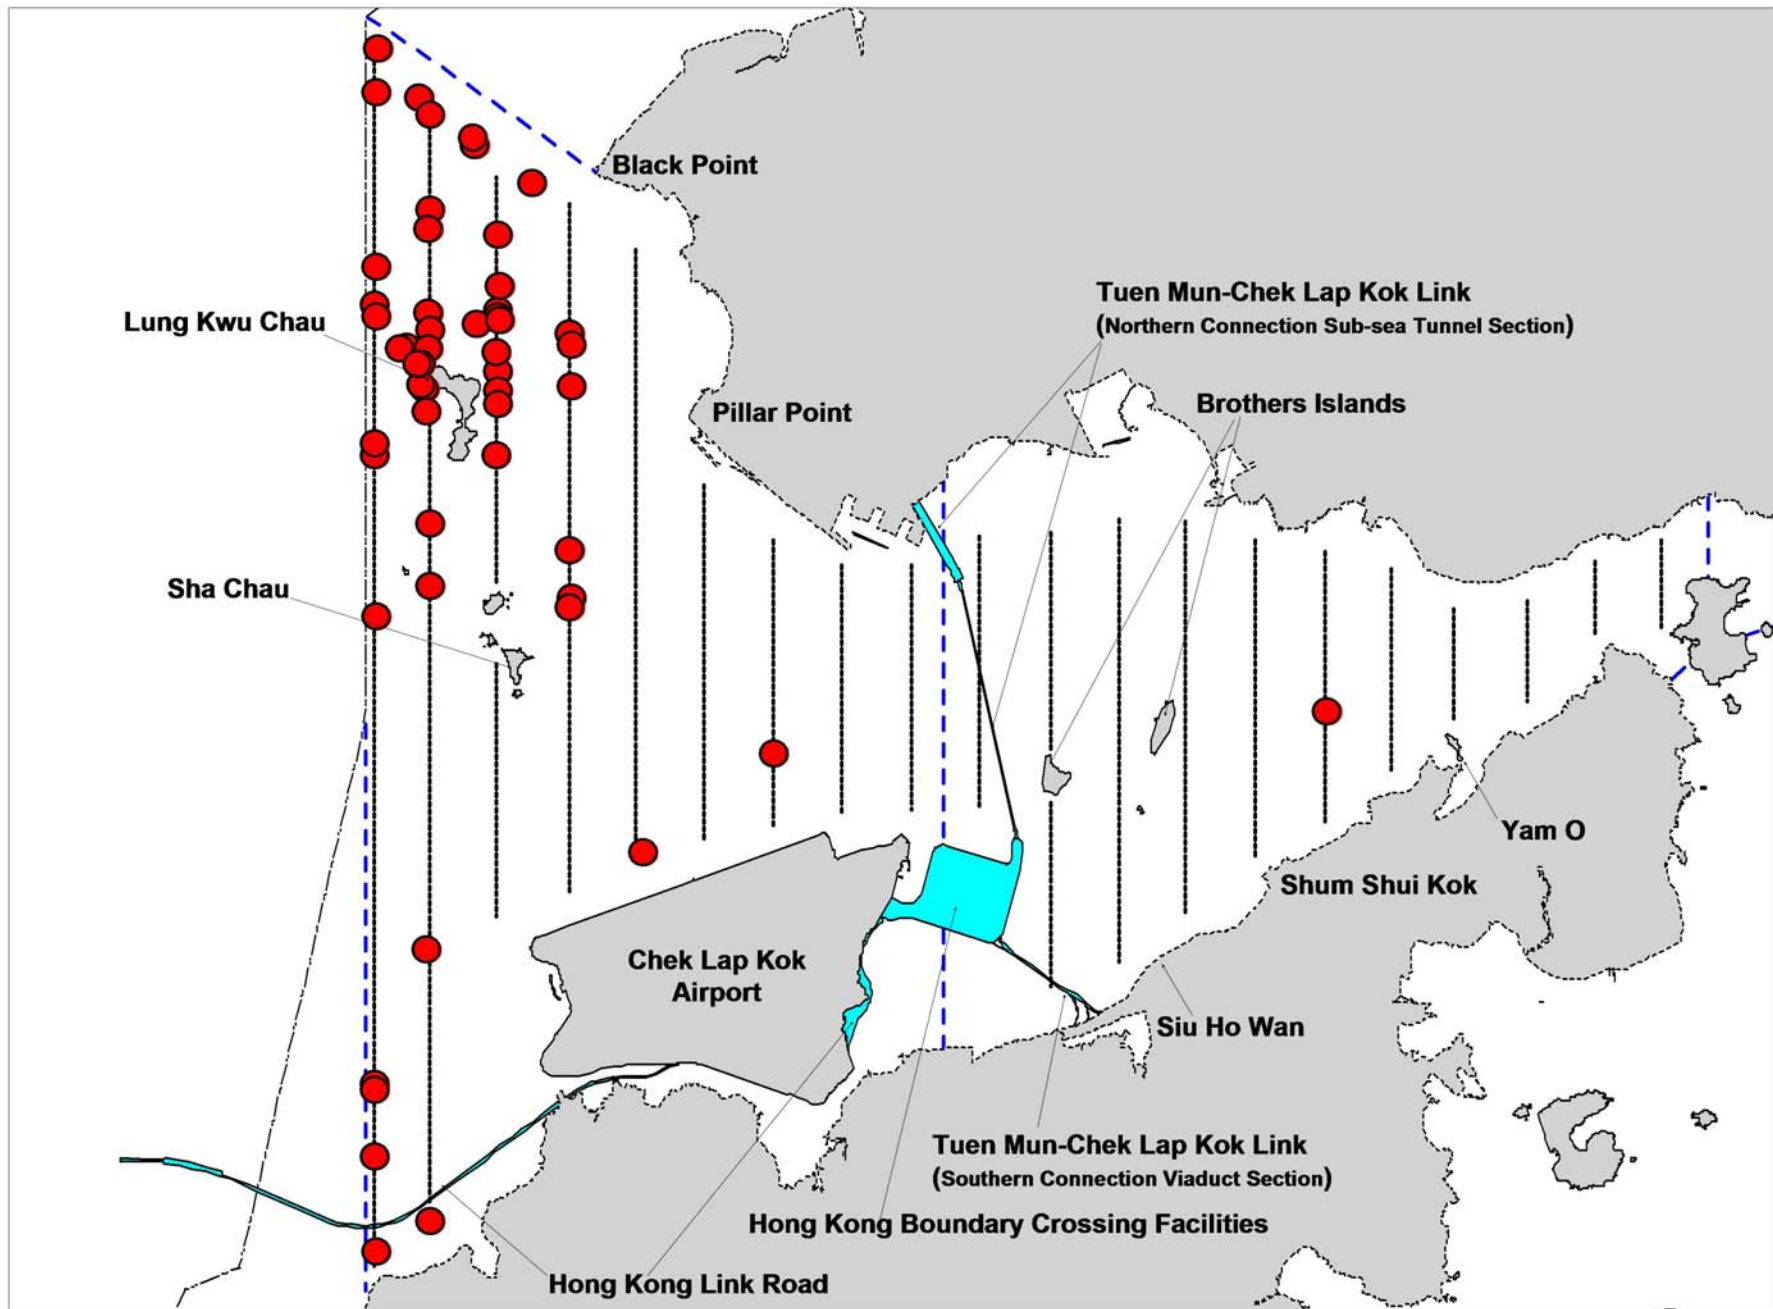 Black Point
Tuen Mun-Chek Lap Kok Link
(Northern Connection Sub-sea Tunnel Section)
Lung Kwu Chau
Brothers Islands
Pillar Point
Sha Chau
Yam O
Shum Shui Kok
Chek Lap Kok
Airport
Siu Ho Wan
Tuen Mun-Chek Lap Kok Link
(Southern Connection Viaduct Section)
Hong Kong Boundary Crossing Facilities
Hong Kong Link Road